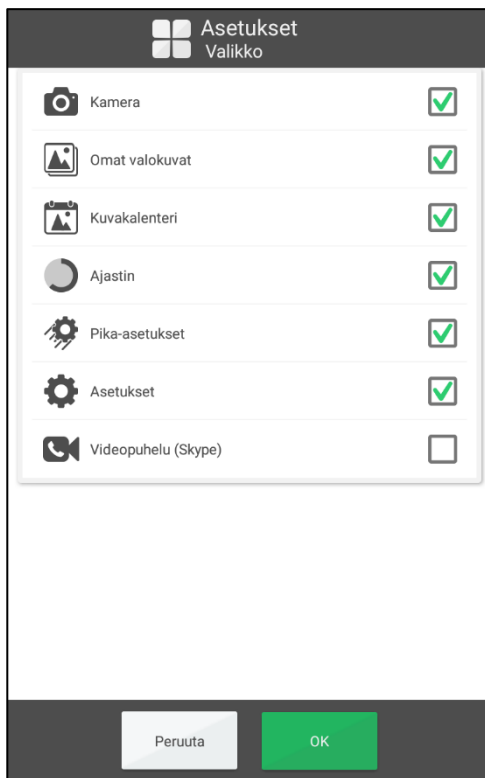 Asetukset
Valikko
Kamera
Omat valokuvat
Kuvakalenteri
Ajastin
Pika-asetukset
Asetukset
Videopuhelu (Skype)
Peruuta
OK